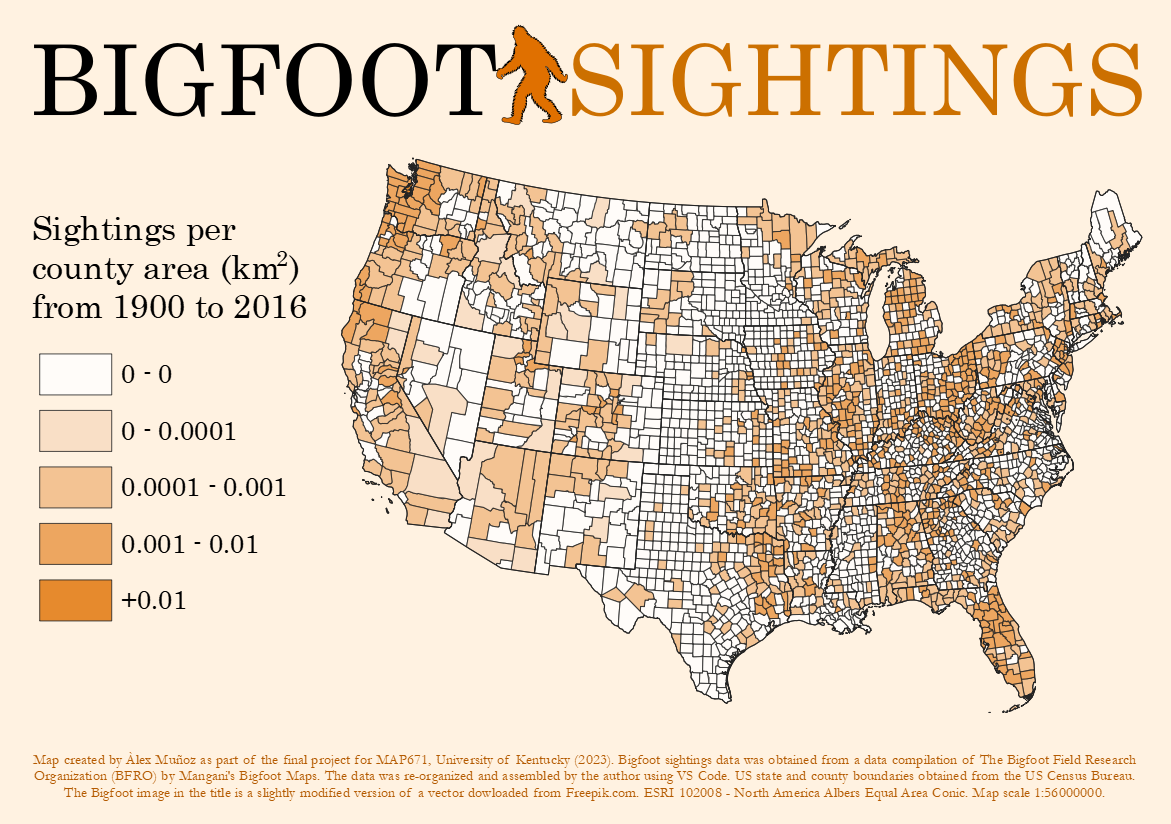 BIGFOOT SIGHTINGS
Sightings per
county area (km²)
from 1900 to 2016
0 - 0
0 - 0.0001
0.0001 - 0.001
0.001 - 0.01
+0.01
Map created by Àlex Muñoz as part of the final project for MAP671, University of Kentucky (2023). Bigfoot sightings data was obtained from a data compilation of The Bigfoot Field Research
Organization (BFRO) by Mangani's Bigfoot Maps. The data was re-organized and assembled by the author using VS Code. US state and county boundaries obtained from the US Census Bureau.
The Bigfoot image in the title is a slightly modified version of a vector dowloaded from Freepik.com. ESRI 102008 - North America Albers Equal Area Conic. Map scale 1:56000000.